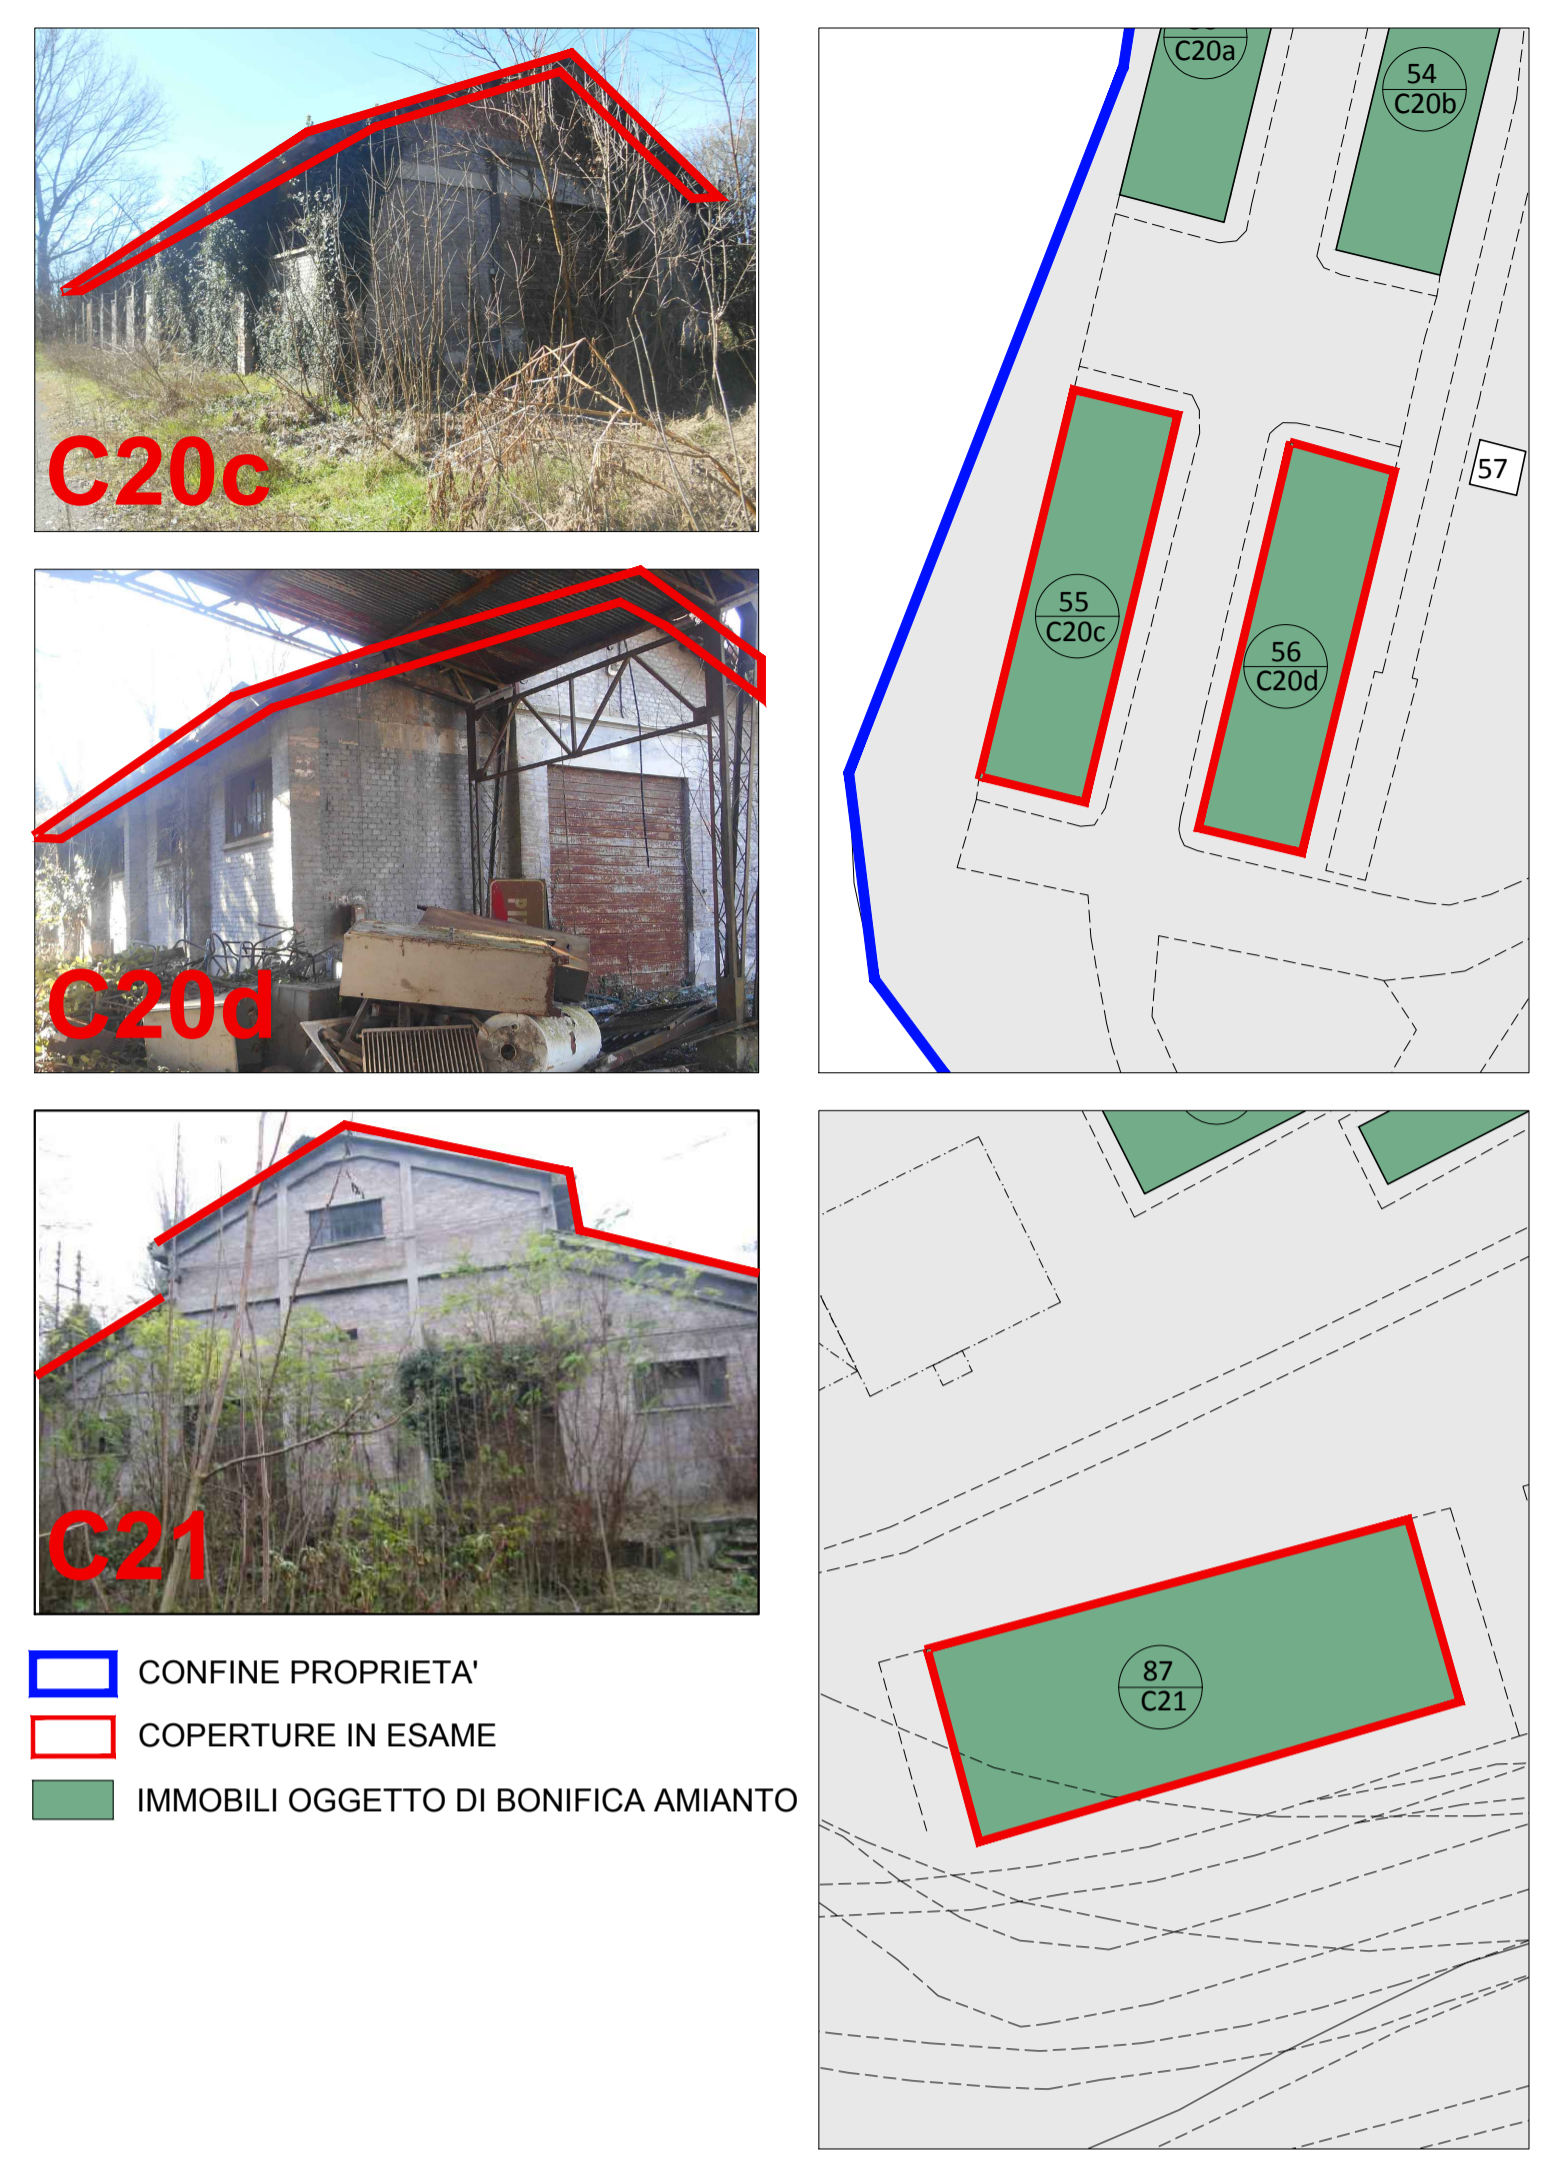 C20c
C20d
C21
C20a
54
C20b
57
55
C20c
56
C20d
87
C21
CONFINE PROPRIETA'
COPERTURE IN ESAME
IMMOBILI OGGETTO DI BONIFICA AMIANTO